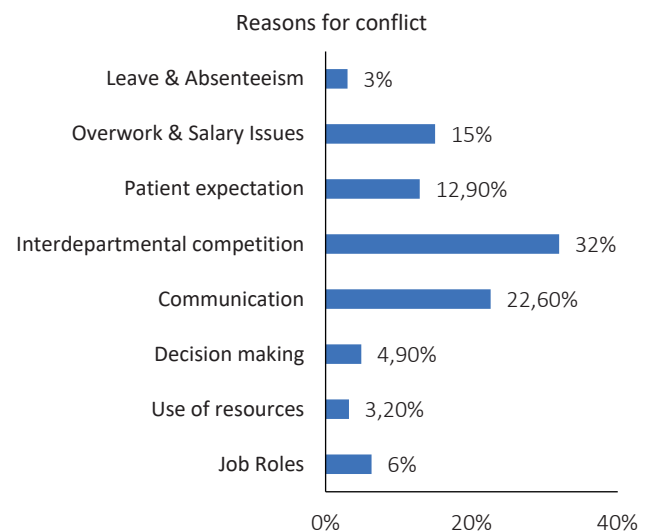 Reasons for conflict
Leave & Absenteeism 3%
Overwork & Salary Issues 15%
Patient expectation 12,90%
Interdepartmental competition 32%
Communication 22,60%
Decision making 4,90%
Use of resources 3,20%
Job Roles 6%
0% 20% 40%